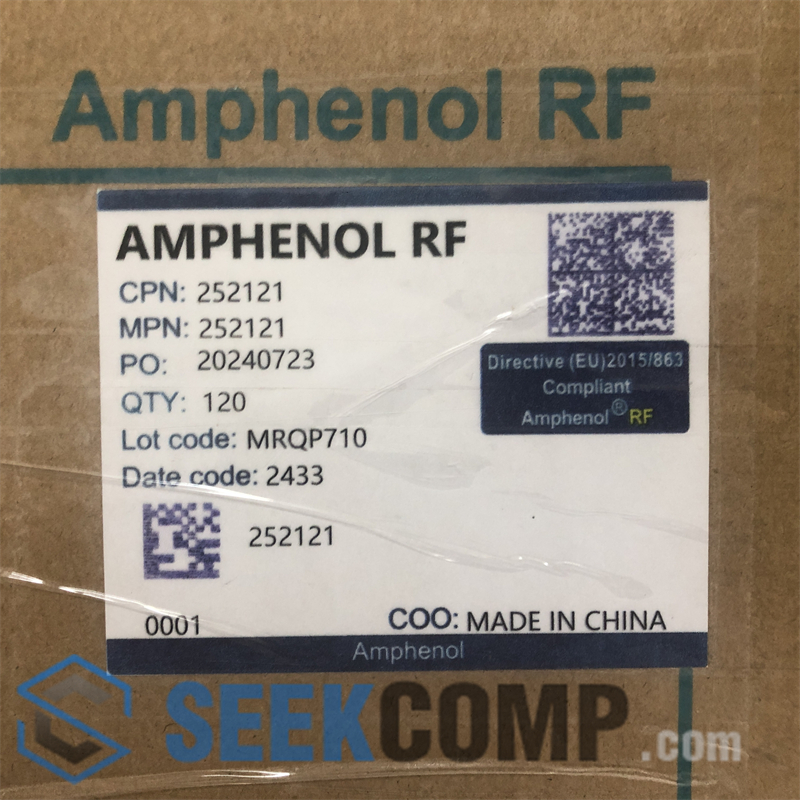 Amphenol RF
AMPHENOL RF
CPN: 252121
MPN: 252121
PO: 20240723
QTY: 120
Lot code: MRQP710
Date code: 2433
Directive (EU)2015/863
Compliant
Amphenol® RF
252121
0001
COO: MADE IN CHINA
Amphenol
SEEKCOMP.com